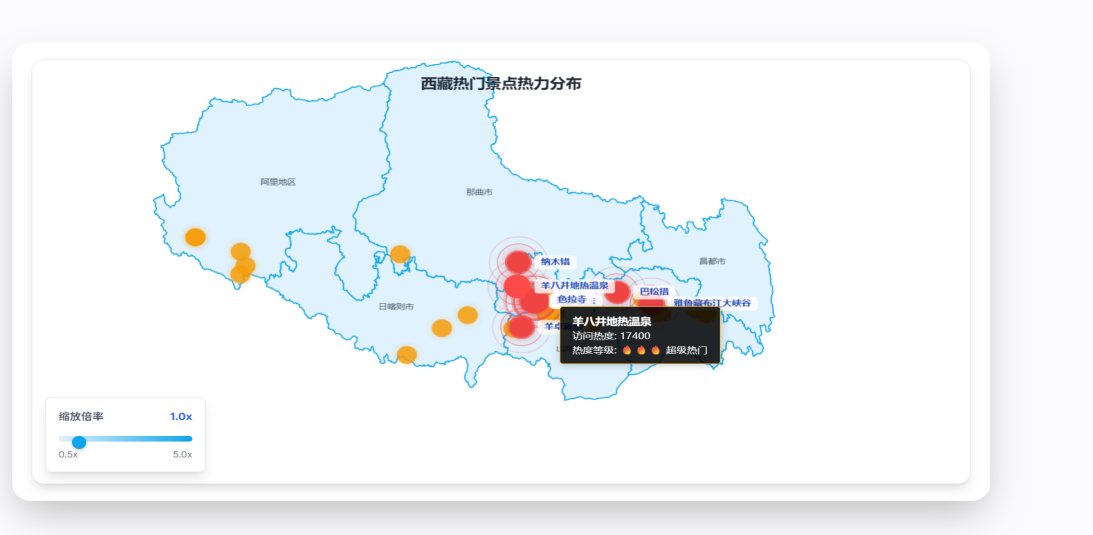 西藏热门景点热力分布
阿里地区
那曲市
昌都市
日喀则市
纳木错
羊八井地热温泉
色拉寺
巴松措
雅鲁藏布江大峡谷
羊卓
羊八井地热温泉
访问热度: 17400
热度等级: 🔥🔥🔥 超级热门
缩放倍率 1.0x
0.5x 5.0x